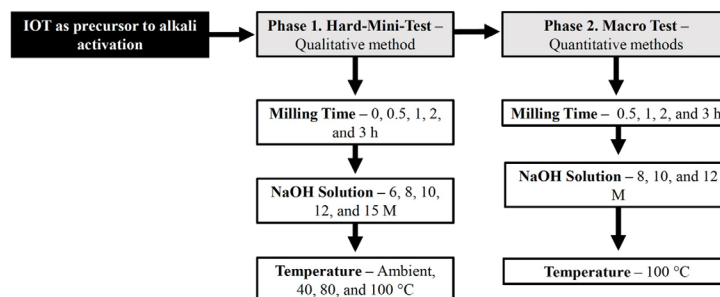 IOT as precursor to alkali
activation
Phase 1. Hard-Mini-Test –
Qualitative method
Milling Time – 0, 0.5, 1, 2,
and 3 h
NaOH Solution – 6, 8, 10,
12, and 15 M
Temperature – Ambient,
40, 80, and 100 °C
Phase 2. Macro Test –
Quantitative methods
Milling Time – 0.5, 1, 2, and 3 h
NaOH Solution – 8, 10, and 12
M
Temperature – 100 °C